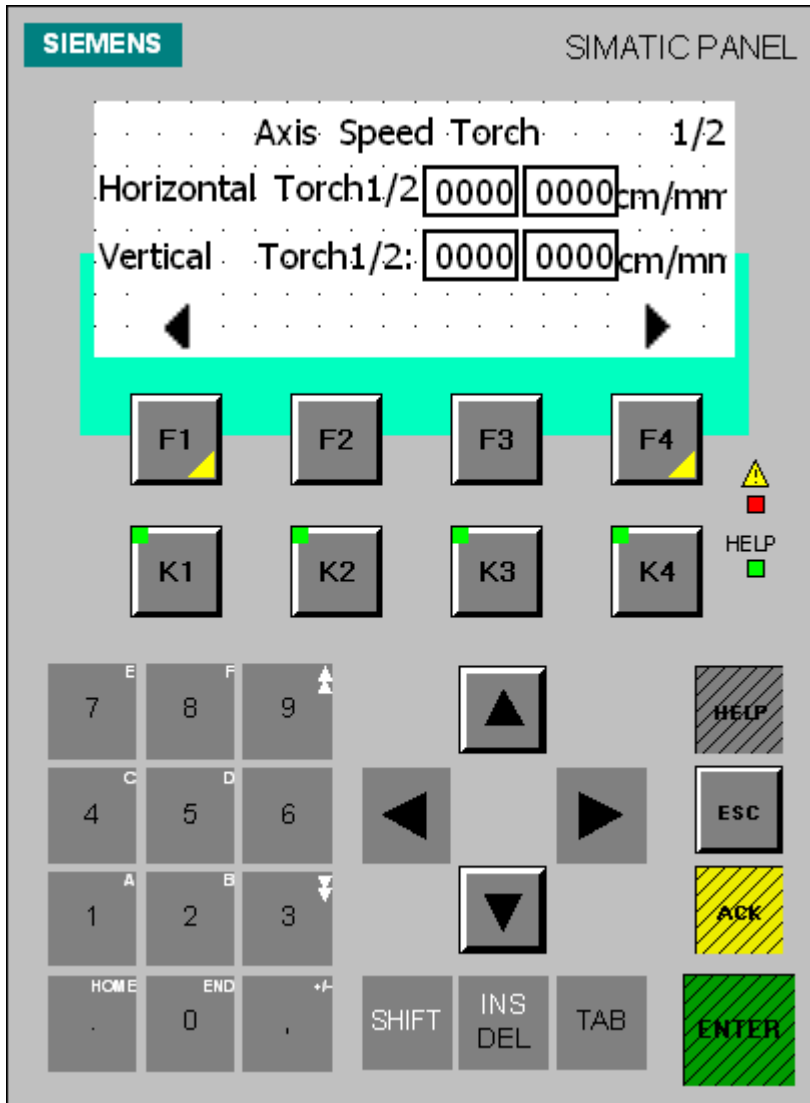 SIEMENS SIMATIC PANEL
Axis Speed Torch 1/2
Horizontal Torch1/2 0000 0000 cm/mm
Vertical Torch1/2: 0000 0000 cm/mm
F1 F2 F3 F4
HELP
K1 K2 K3 K4
E F
7 8 9 HELP
C D
4 5 6 ESC
A B
1 2 3 ACK
HOME END +/-
. 0 , SHIFT INS DEL TAB ENTER